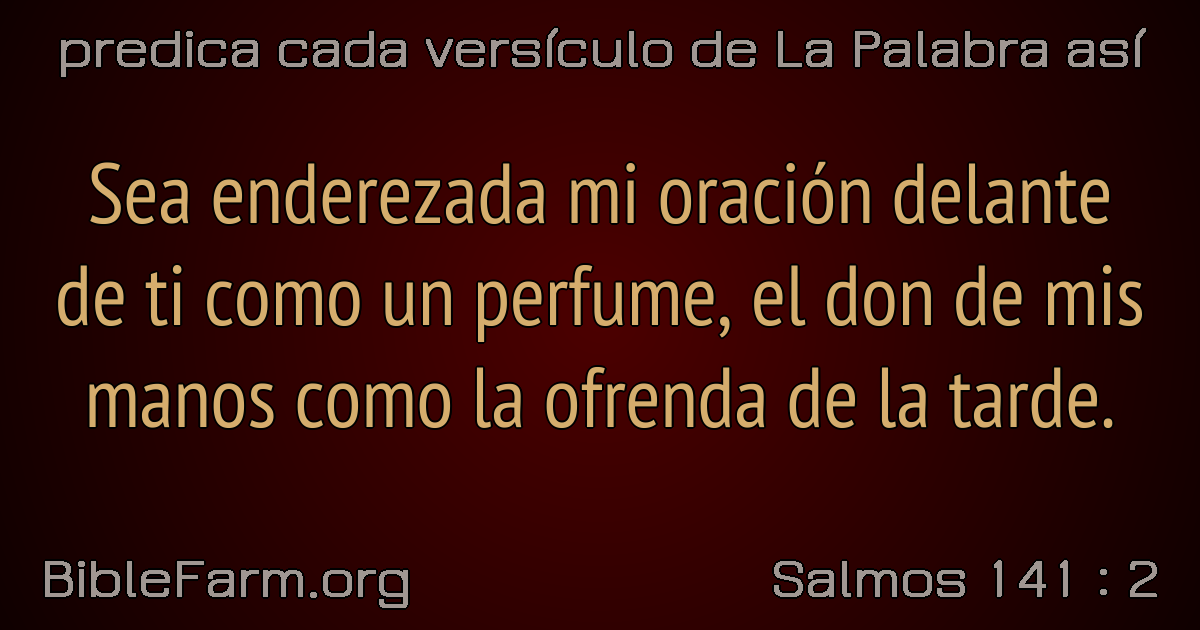 predica cada versículo de La Palabra así
Sea enderezada mi oración delante
de ti como un perfume, el don de mis
manos como la ofrenda de la tarde.
BibleFarm.org
Salmos 141 : 2